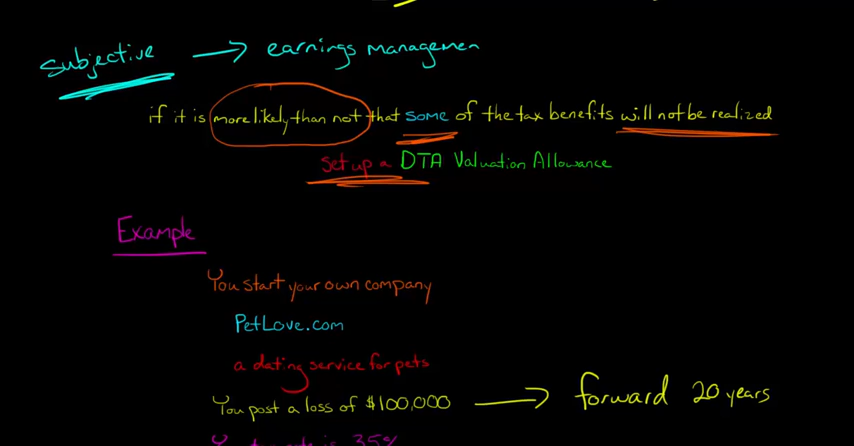 subjective → earnings managemen
if it is more likely than not that some of the tax benefits will not be realized
set up a DTA Valuation Allowance
Example
You start your own company
PetLove.com
a dating service for pets
You post a loss of $100,000 → forward 20 years
35%